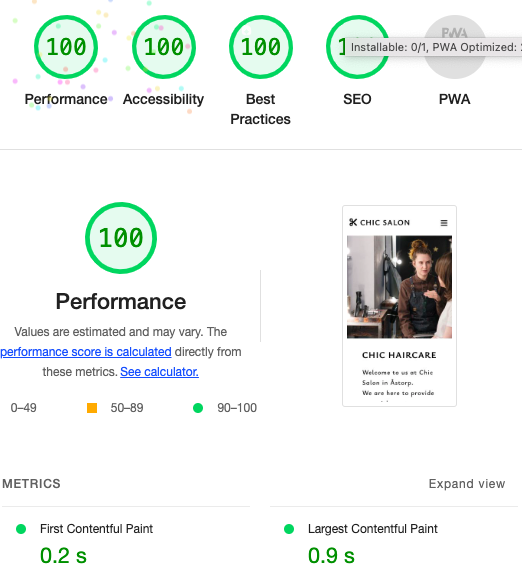 100 100 100 1
PWA
Installable: 0/1, PWA Optimized:
Performance Accessibility Best Practices SEO PWA
100
Performance
Values are estimated and may vary. The
performance score is calculated directly from
these metrics. See calculator.
0–49 50–89 90–100
CHIC SALON
CHIC HAIRCARE
Welcome to us at Chic
Salon in Åstorp.
We are here to provide
METRICS
Expand view
First Contentful Paint
0.2 s
Largest Contentful Paint
0.9 s